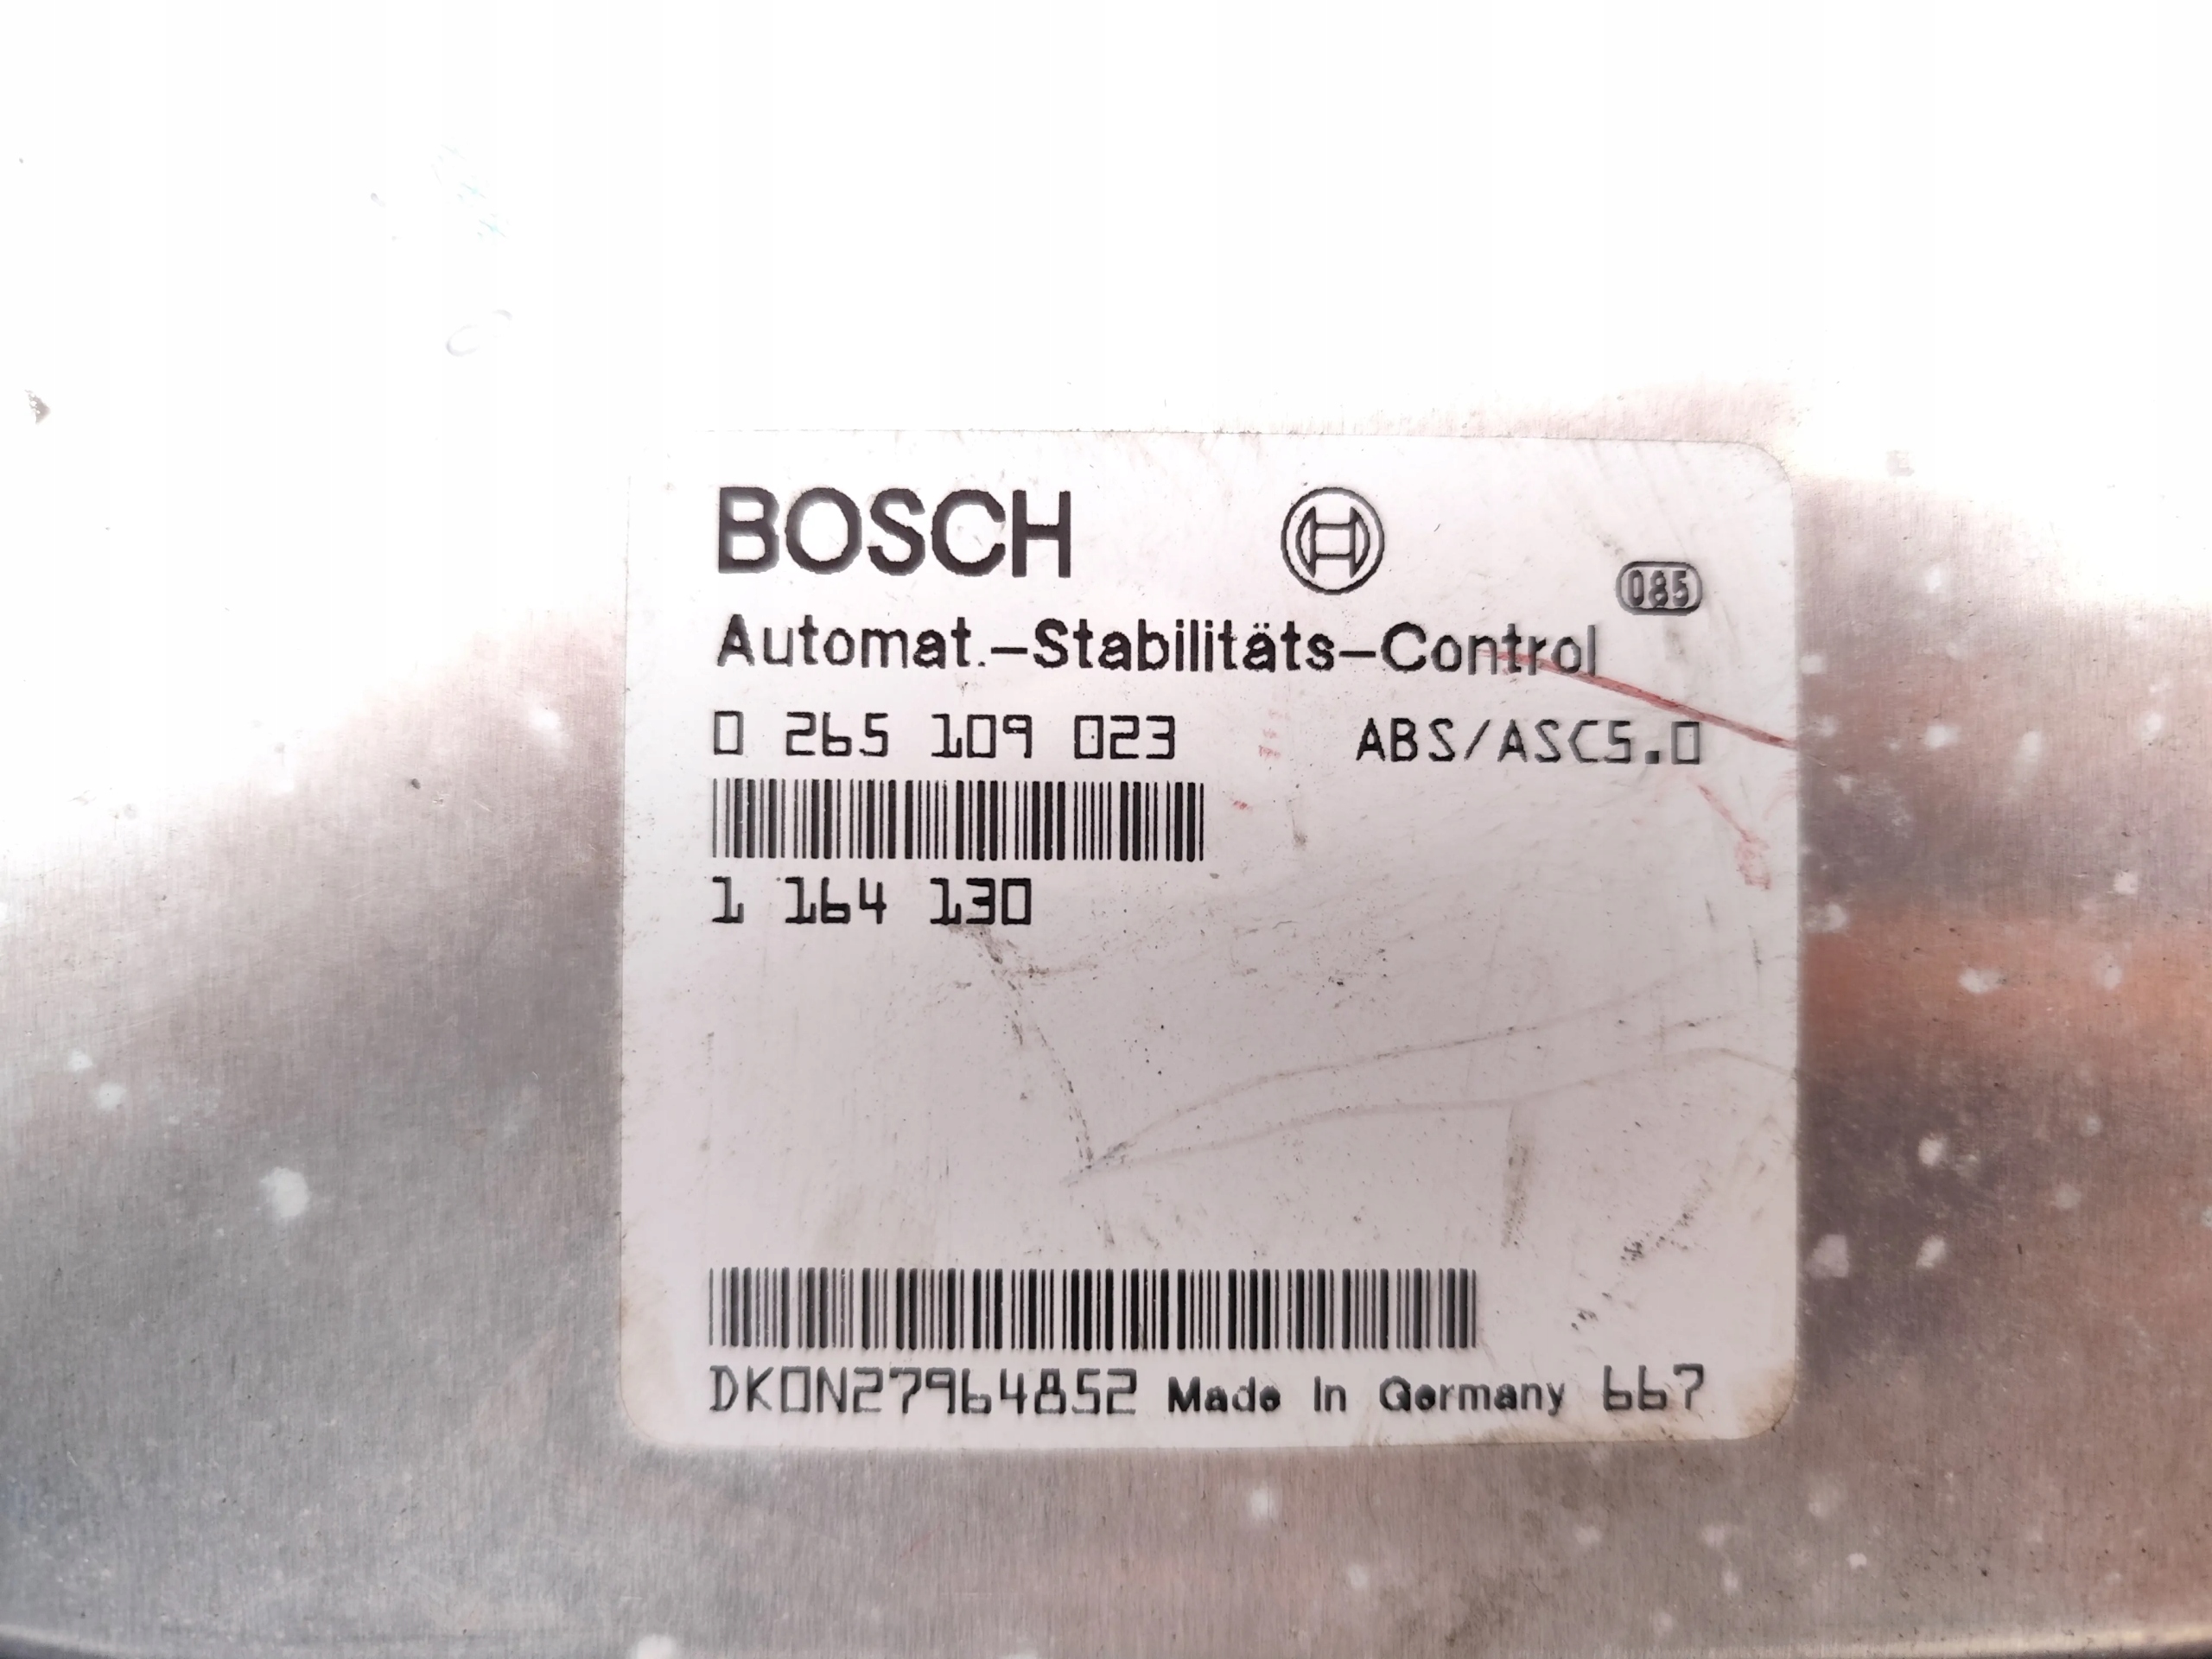 BOSCH
085
Automat.-Stabilitäts-Control
0 265 109 023 ABS/ASC5.0
1 164 130
DK0N27964852 Made In Germany 667